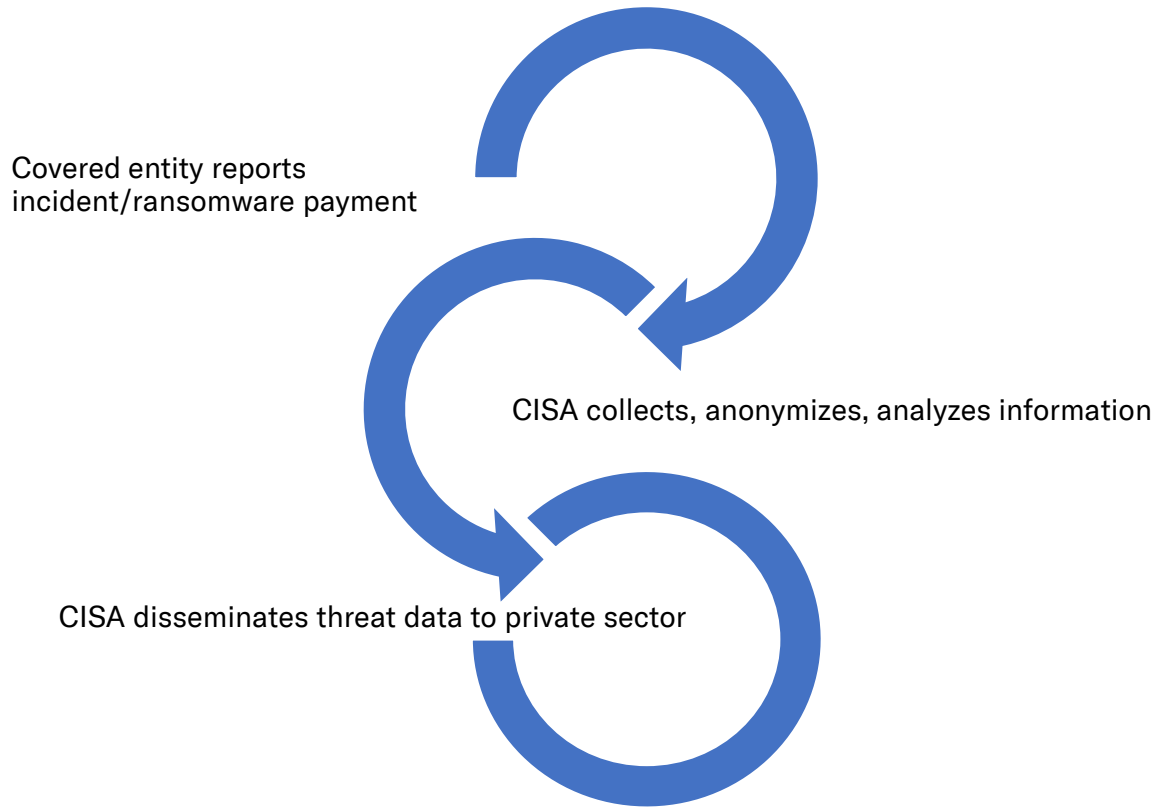 Covered entity reports
incident/ransomware payment
CISA collects, anonymizes, analyzes information
CISA disseminates threat data to private sector